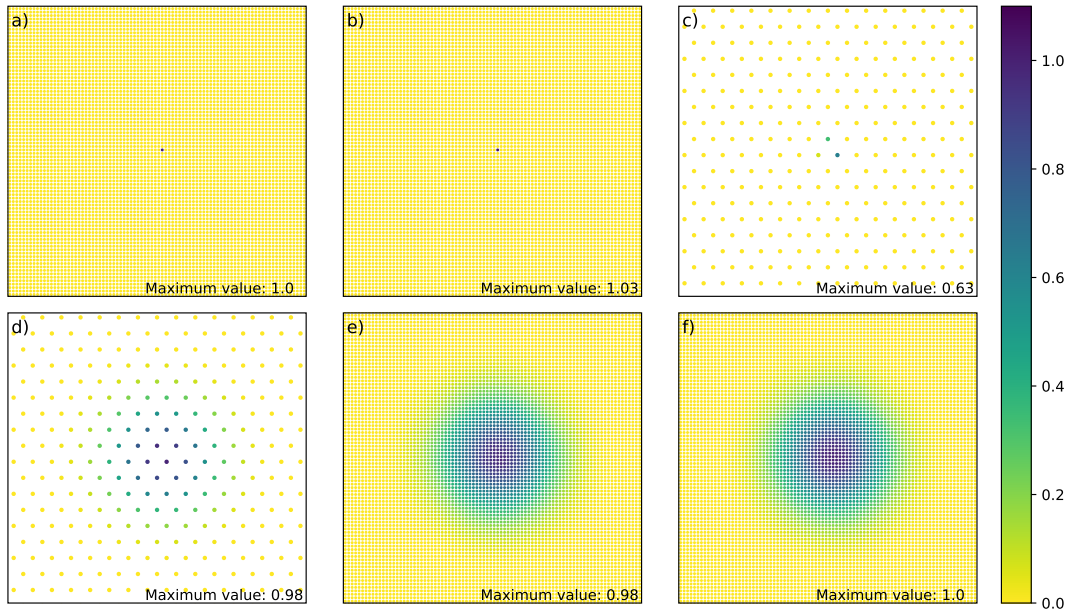 a)
Maximum value: 1.0
b)
Maximum value: 1.03
c)
Maximum value: 0.63
d)
Maximum value: 0.98
e)
Maximum value: 0.98
f)
Maximum value: 1.0
1.0
0.8
0.6
0.4
0.2
0.0